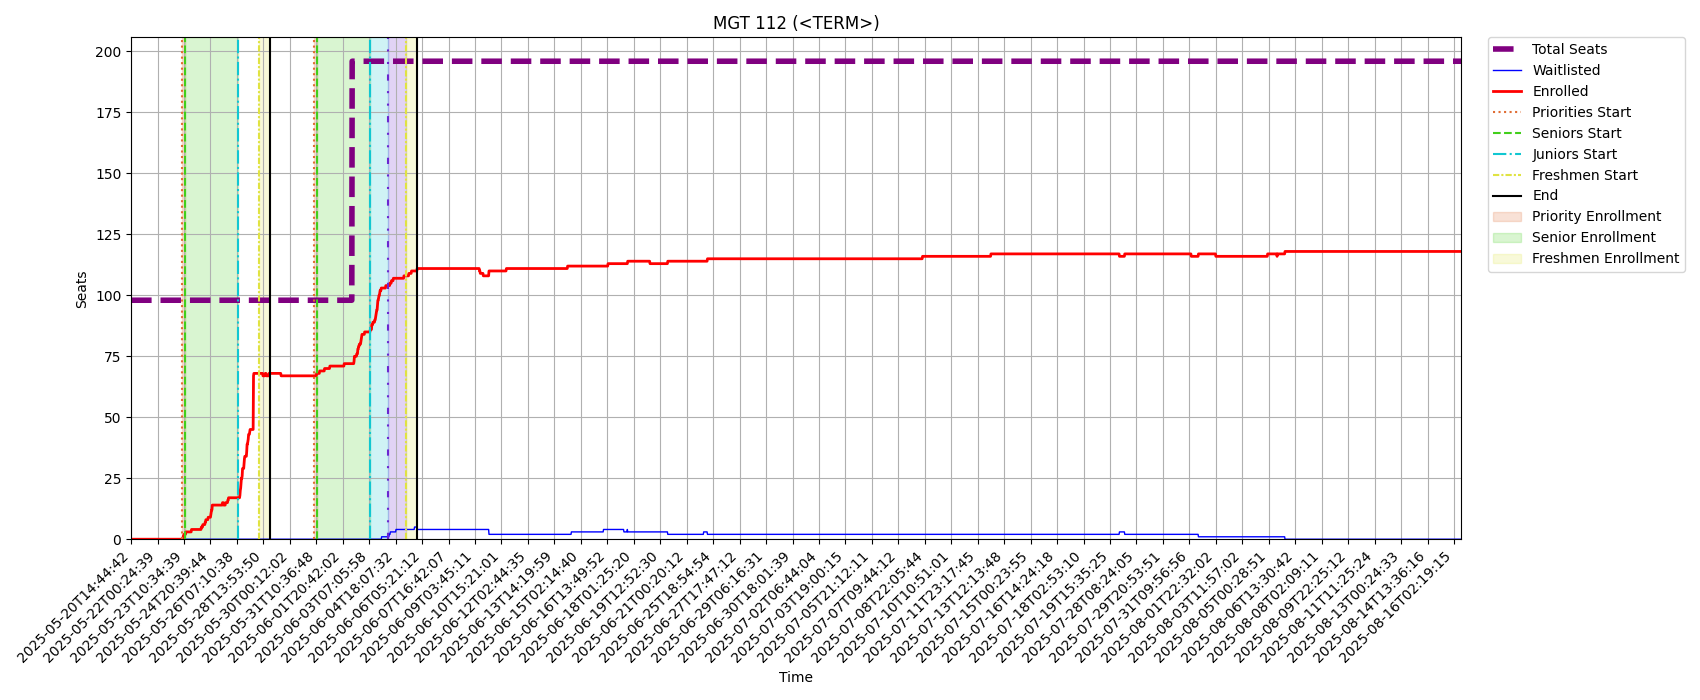 MGT 112 (<TERM>)
Total Seats
Waitlisted
Enrolled
Priorities Start
Seniors Start
Juniors Start
Freshmen Start
End
Priority Enrollment
Senior Enrollment
Freshmen Enrollment
Seats
200
175
150
125
100
75
50
25
0
2025-05-20T14:44:42
2025-05-22T00:24:39
2025-05-23T10:34:39
2025-05-24T20:39:44
2025-05-26T07:10:38
2025-05-28T13:53:50
2025-05-30T00:12:02
2025-05-31T10:36:48
2025-06-01T20:42:02
2025-06-03T07:05:58
2025-06-04T18:07:32
2025-06-06T05:21:12
2025-06-07T16:42:07
2025-06-09T03:45:11
2025-06-10T15:21:01
2025-06-12T02:44:35
2025-06-13T14:19:59
2025-06-15T02:14:40
2025-06-16T13:49:52
2025-06-18T01:25:20
2025-06-19T12:52:30
2025-06-21T00:20:12
2025-06-25T18:54:54
2025-06-27T17:47:12
2025-06-29T06:16:31
2025-06-30T18:01:39
2025-07-02T06:44:04
2025-07-03T19:00:15
2025-07-05T21:12:11
2025-07-07T09:44:12
2025-07-08T22:05:44
2025-07-10T10:51:01
2025-07-11T23:17:45
2025-07-13T12:13:48
2025-07-15T00:23:55
2025-07-16T14:24:18
2025-07-18T02:53:10
2025-07-19T15:35:25
2025-07-28T08:24:05
2025-07-29T20:53:51
2025-07-31T09:56:56
2025-08-01T22:32:02
2025-08-03T11:57:02
2025-08-05T00:28:51
2025-08-06T13:30:42
2025-08-08T02:09:11
2025-08-09T22:25:12
2025-08-11T11:25:24
2025-08-13T00:24:33
2025-08-14T13:36:16
2025-08-16T02:19:15
Time